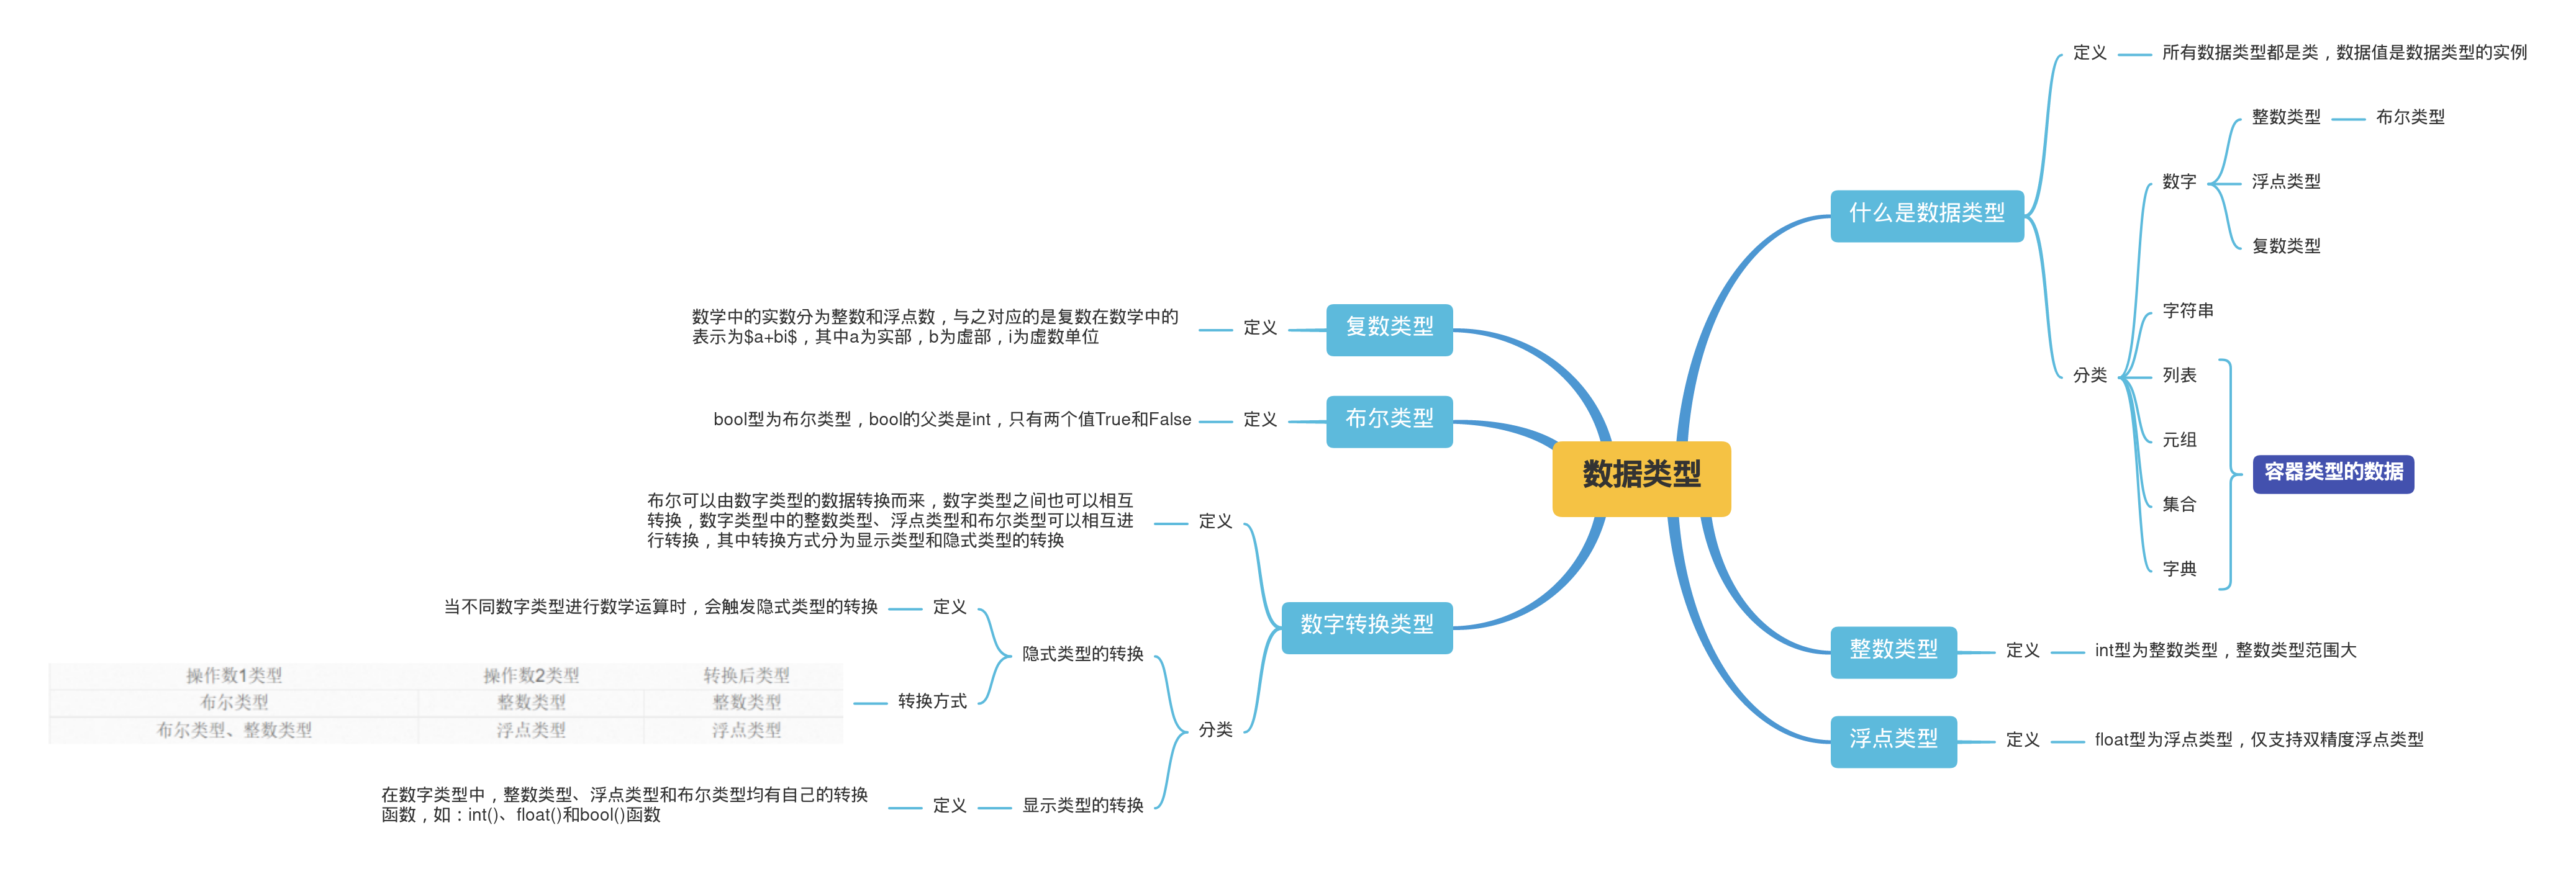 数据类型
什么是数据类型
定义
所有数据类型都是类，数据值是数据类型的实例
分类
数字
整数类型
布尔类型
浮点类型
复数类型
字符串
列表
元组
集合
字典
容器类型的数据
整数类型
定义
int型为整数类型，整数类型范围大
浮点类型
定义
float型为浮点类型，仅支持双精度浮点类型
复数类型
定义
数学中的实数分为整数和浮点数，与之对应的是复数在数学中的
表示为$a+bi$，其中a为实部，b为虚部，i为虚数单位
布尔类型
定义
bool型为布尔类型，bool的父类是int，只有两个值True和False
数字转换类型
定义
布尔可以由数字类型的数据转换而来，数字类型之间也可以相互
转换，数字类型中的整数类型、浮点类型和布尔类型可以相互进
行转换，其中转换方式分为显示类型和隐式类型的转换
分类
隐式类型的转换
定义
当不同数字类型进行数学运算时，会触发隐式类型的转换
转换方式
操作数1类型 操作数2类型 转换后类型
布尔类型 整数类型 整数类型
布尔类型、整数类型 浮点类型 浮点类型
显示类型的转换
定义
在数字类型中，整数类型、浮点类型和布尔类型均有自己的转换
函数，如：int()、float()和bool()函数